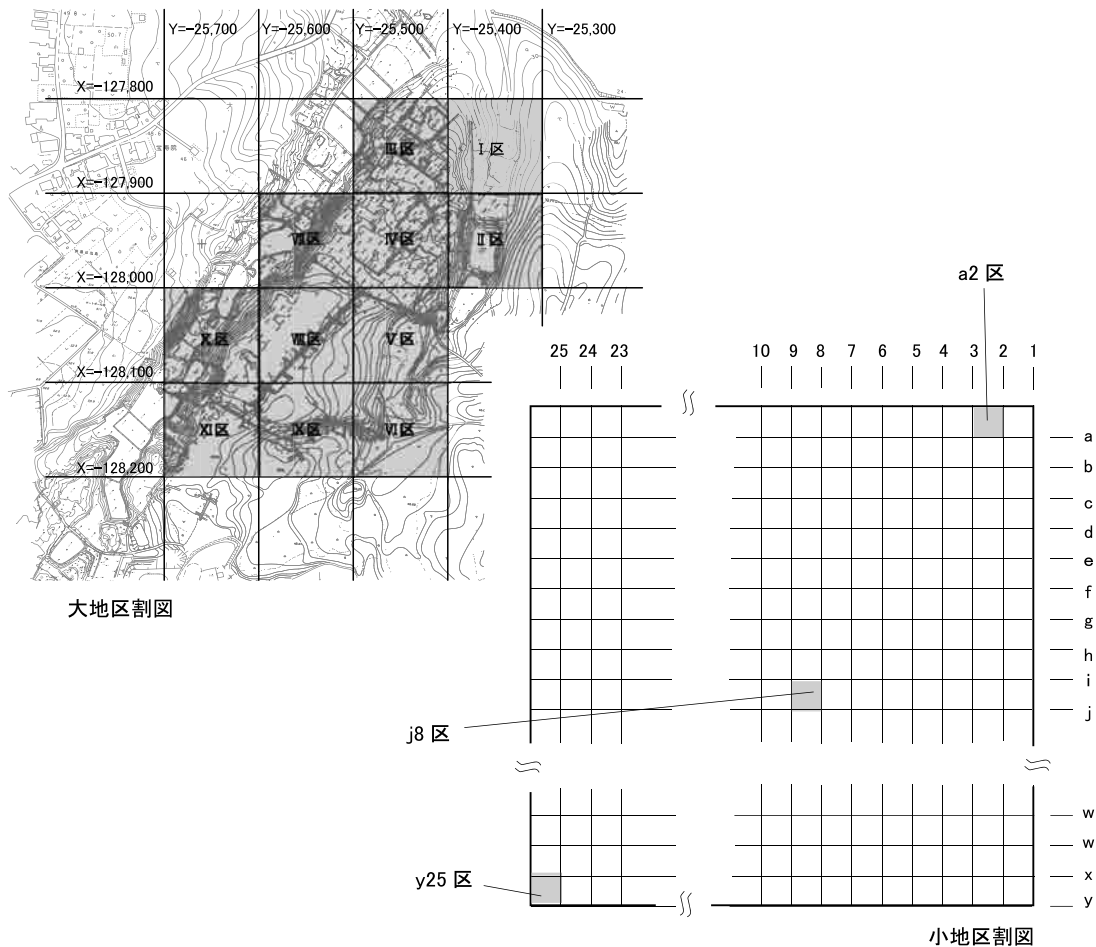 Y=-25,700 Y=-25,600 Y=-25,500 Y=-25,400 Y=-25,300
X=-127,800
X=-127,900
X=-128,000
X=-128,100
X=-128,200
Ⅲ区 Ⅰ区
Ⅶ区 Ⅳ区 Ⅱ区
Ⅹ区 Ⅷ区 Ⅴ区
Ⅺ区 Ⅸ区 Ⅵ区
大地区割図
a2 区
25 24 23 10 9 8 7 6 5 4 3 2 1
a
b
c
d
e
f
g
h
i
j
j8 区
w
w
x
y
y25 区
小地区割図